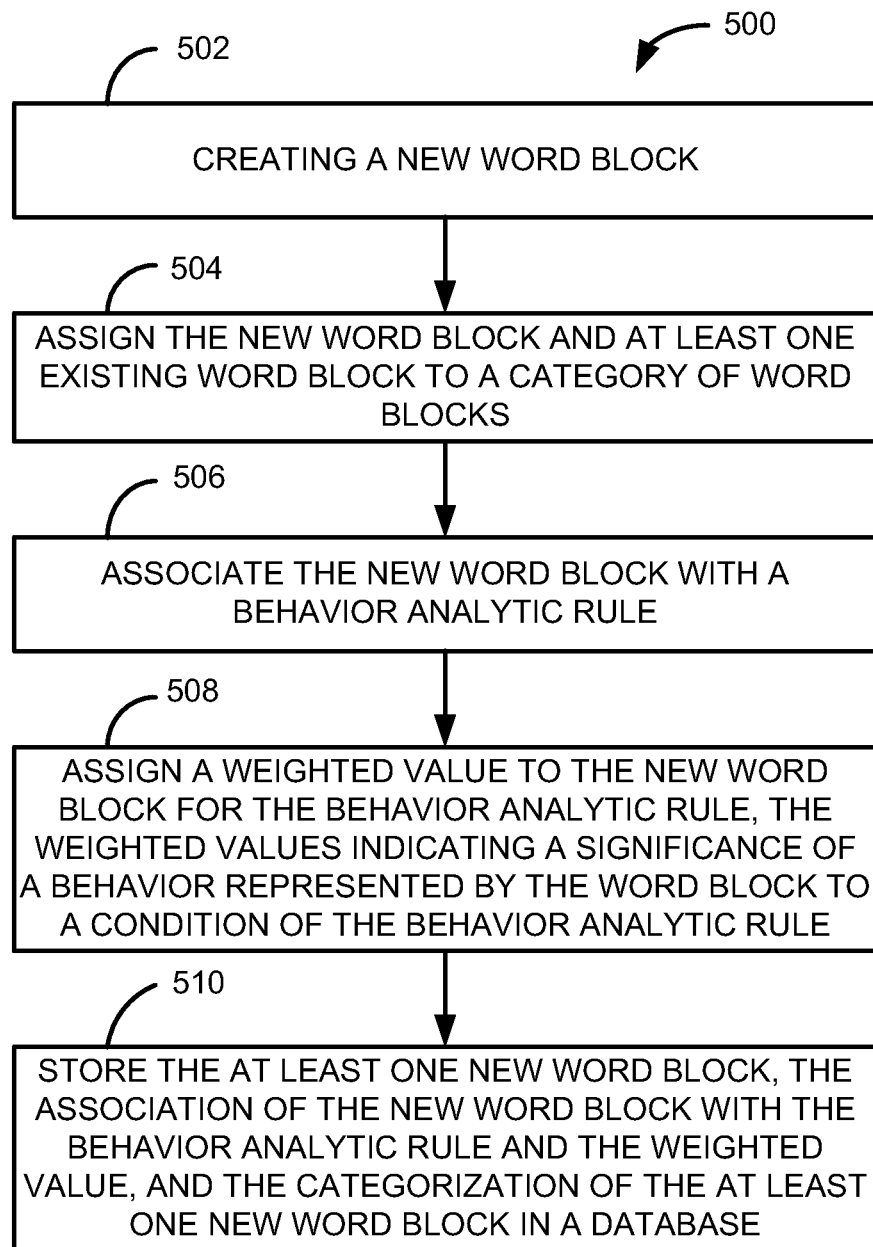 500
502
CREATING A NEW WORD BLOCK
504
ASSIGN THE NEW WORD BLOCK AND AT LEAST ONE
EXISTING WORD BLOCK TO A CATEGORY OF WORD
BLOCKS
506
ASSOCIATE THE NEW WORD BLOCK WITH A
BEHAVIOR ANALYTIC RULE
508
ASSIGN A WEIGHTED VALUE TO THE NEW WORD
BLOCK FOR THE BEHAVIOR ANALYTIC RULE, THE
WEIGHTED VALUES INDICATING A SIGNIFICANCE OF
A BEHAVIOR REPRESENTED BY THE WORD BLOCK TO
A CONDITION OF THE BEHAVIOR ANALYTIC RULE
510
STORE THE AT LEAST ONE NEW WORD BLOCK, THE
ASSOCIATION OF THE NEW WORD BLOCK WITH THE
BEHAVIOR ANALYTIC RULE AND THE WEIGHTED
VALUE, AND THE CATEGORIZATION OF THE AT LEAST
ONE NEW WORD BLOCK IN A DATABASE